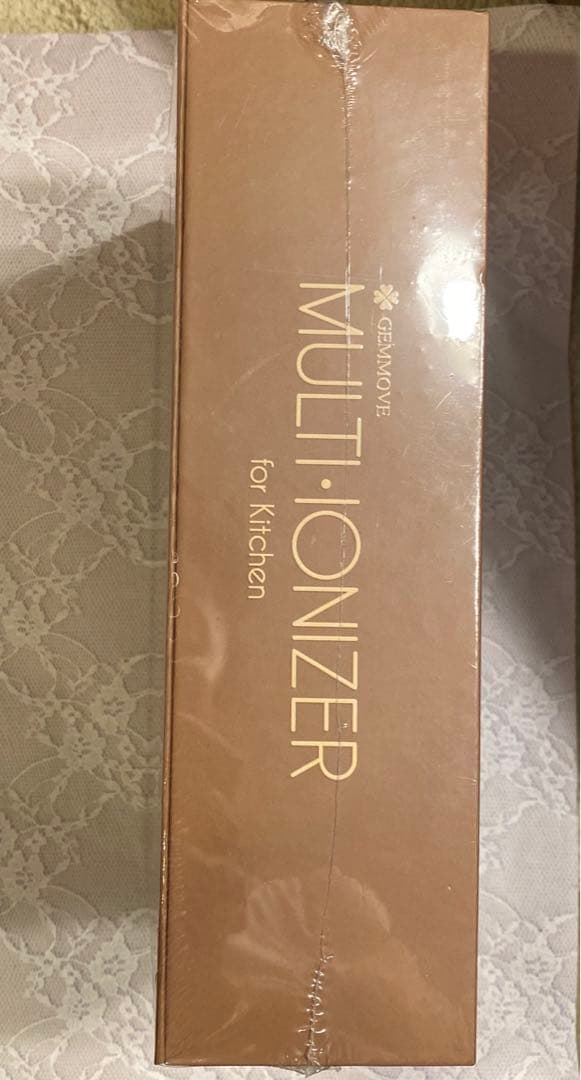 GEMMOVE
MULTI・IONIZER
for Kitchen